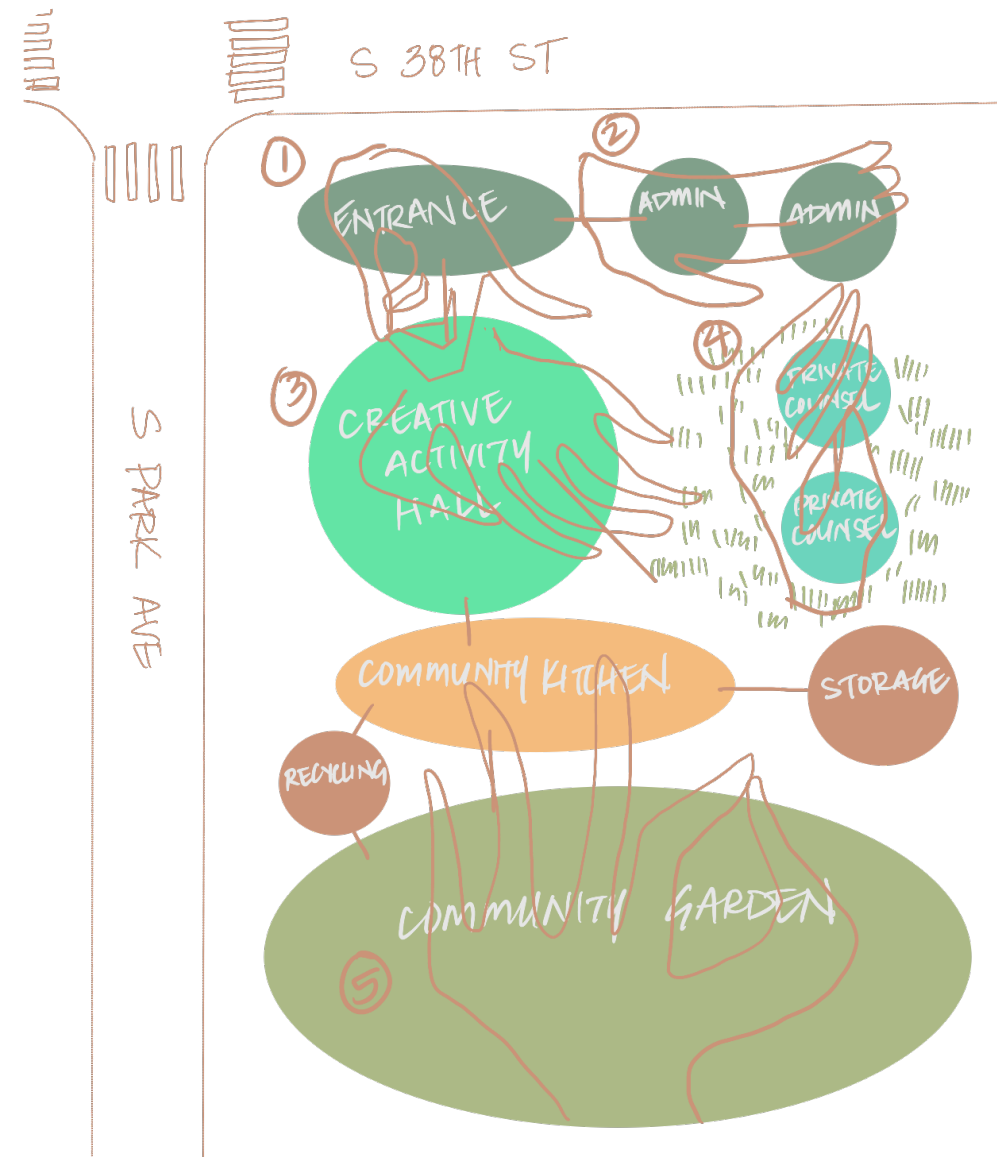 S 38TH ST
①
②
ENTRANCE
ADMIN
ADMIN
③
④
CREATIVE
ACTIVITY
HALL
PRIVATE
COUNSEL
PRIVATE
COUNSEL
S PARK AVE
COMMUNITY KITCHEN
STORAGE
RECYCLING
COMMUNITY GARDEN
⑤